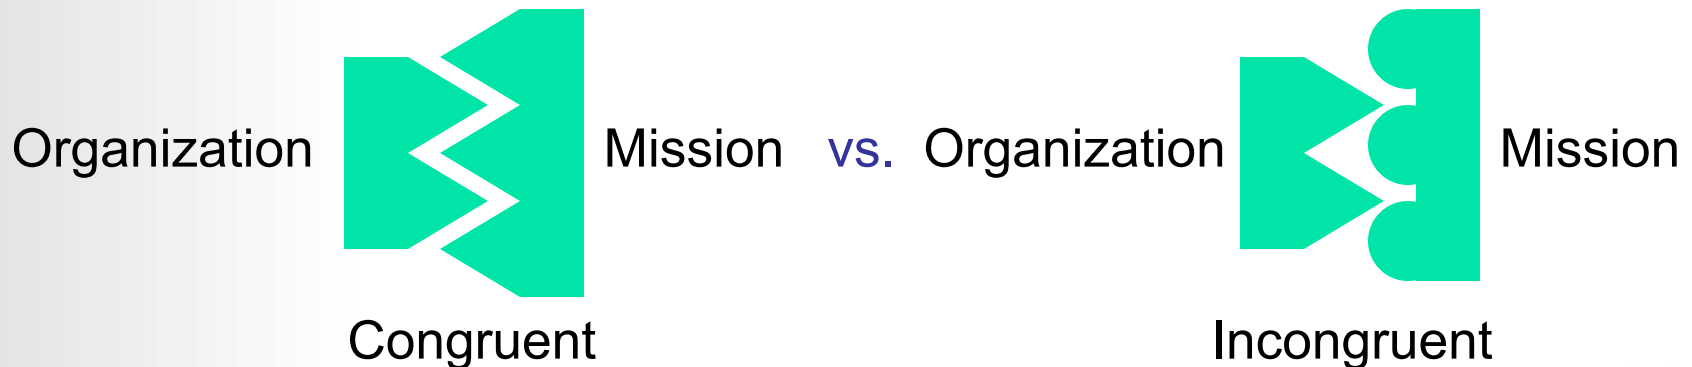 Organization Mission vs. Organization Mission
Congruent Incongruent